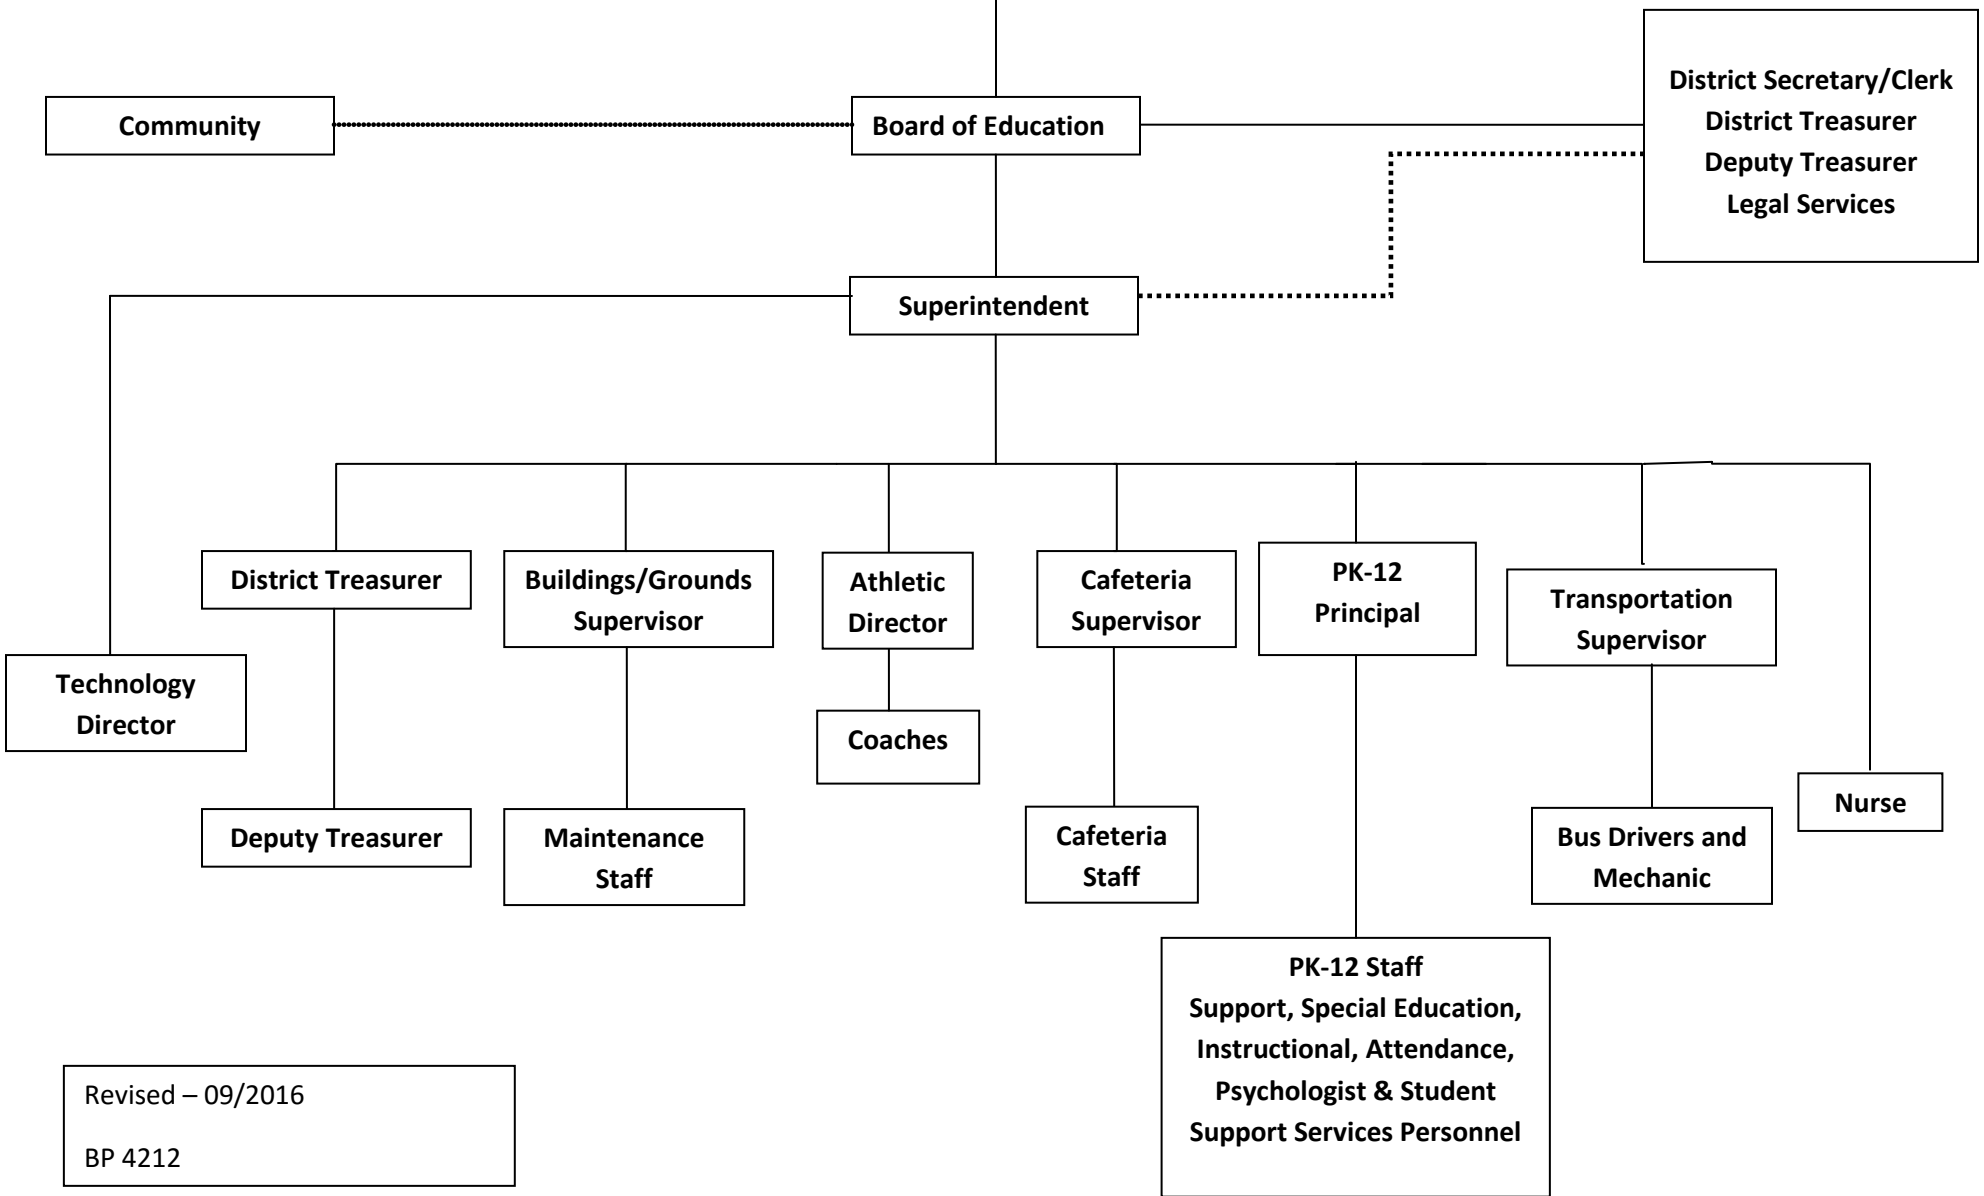 District Secretary/Clerk
District Treasurer
Deputy Treasurer
Legal Services
Community
Board of Education
Superintendent
District Treasurer
Buildings/Grounds
Supervisor
Athletic
Director
Cafeteria
Supervisor
PK-12
Principal
Transportation
Supervisor
Technology
Director
Coaches
Nurse
Deputy Treasurer
Maintenance
Staff
Cafeteria
Staff
Bus Drivers and
Mechanic
PK-12 Staff
Support, Special Education,
Instructional, Attendance,
Psychologist & Student
Support Services Personnel
Revised – 09/2016
BP 4212